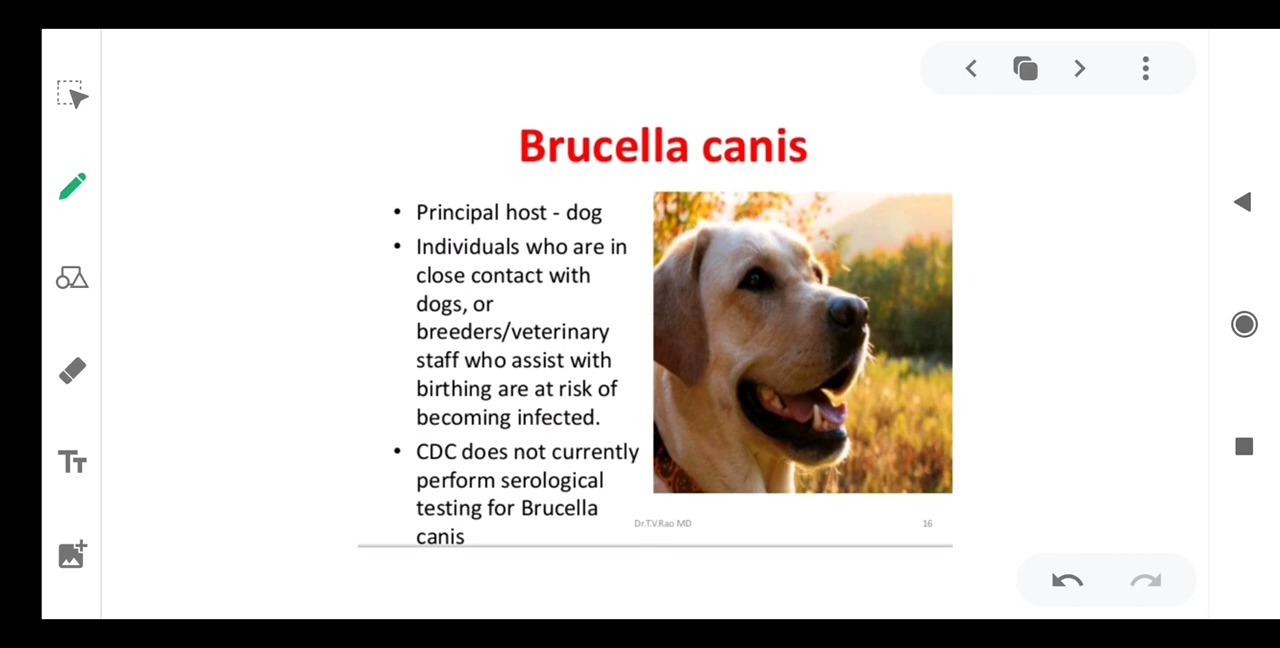 Brucella canis
• Principal host - dog
• Individuals who are in
close contact with
dogs, or
breeders/veterinary
staff who assist with
birthing are at risk of
becoming infected.
• CDC does not currently
perform serological
testing for Brucella
canis
Dr.T.V.Rao MD
16
Tт